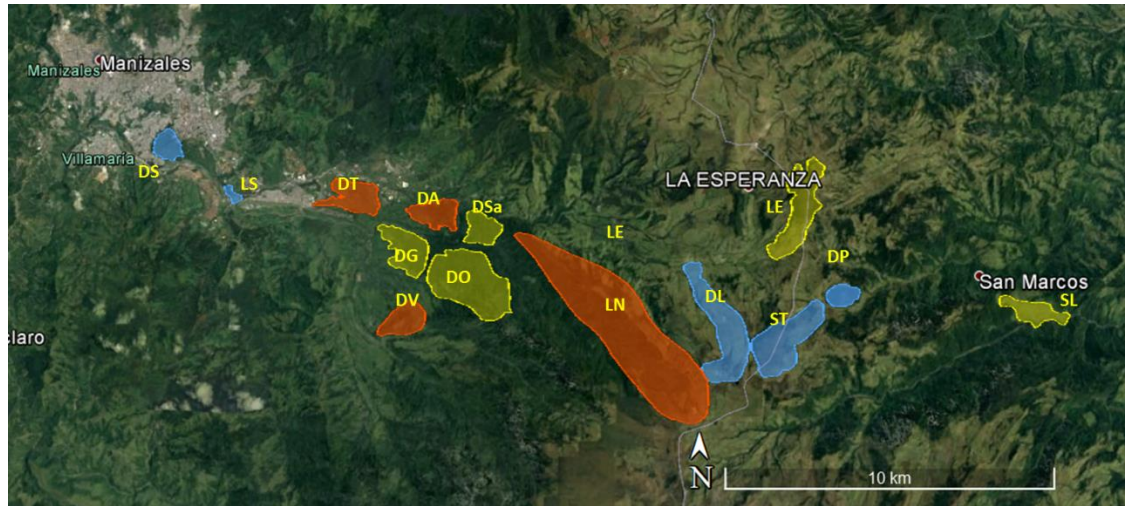 Manizales
Manizales
Villamaria
DS
LS
DT
DA
DSa
DG
DO
DV
LE
LN
LA ESPERANZA
LE
DP
DL
ST
San Marcos
SL
claro
N
10 km